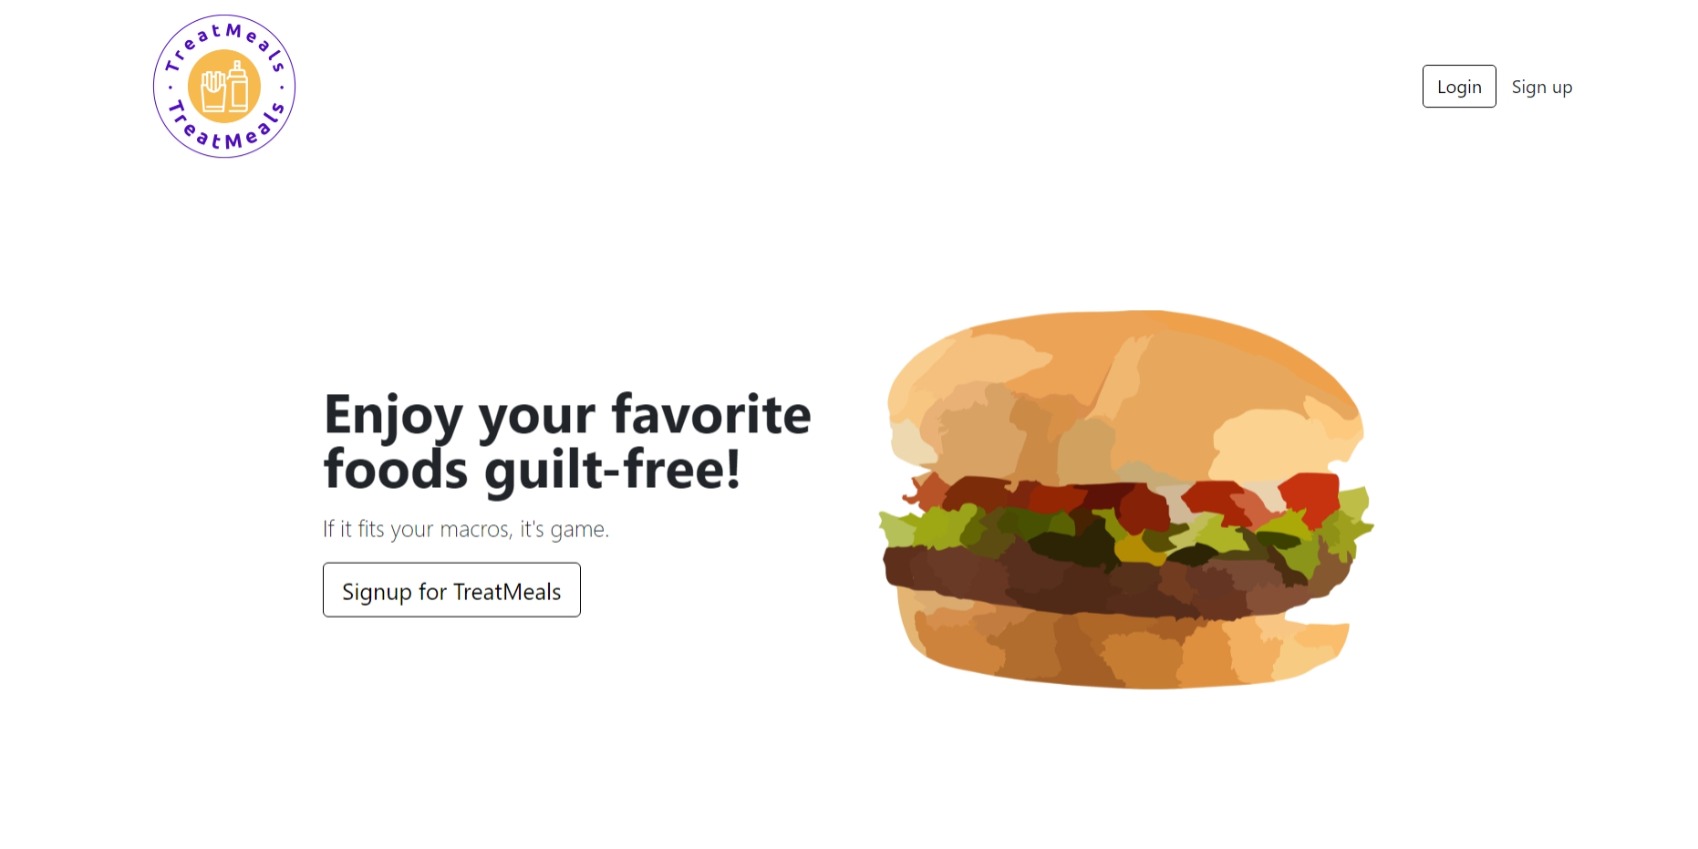 TreatMeals
TreatMeals
Login
Sign up
Enjoy your favorite
foods guilt-free!
If it fits your macros, it's game.
Signup for TreatMeals